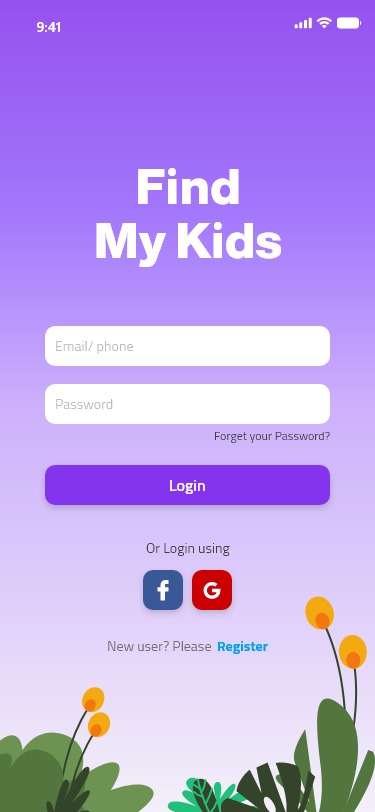 9:41
Find
My Kids
Email/ phone
Password
Forget your Password?
Login
Or Login using
f
G
New user? Please Register